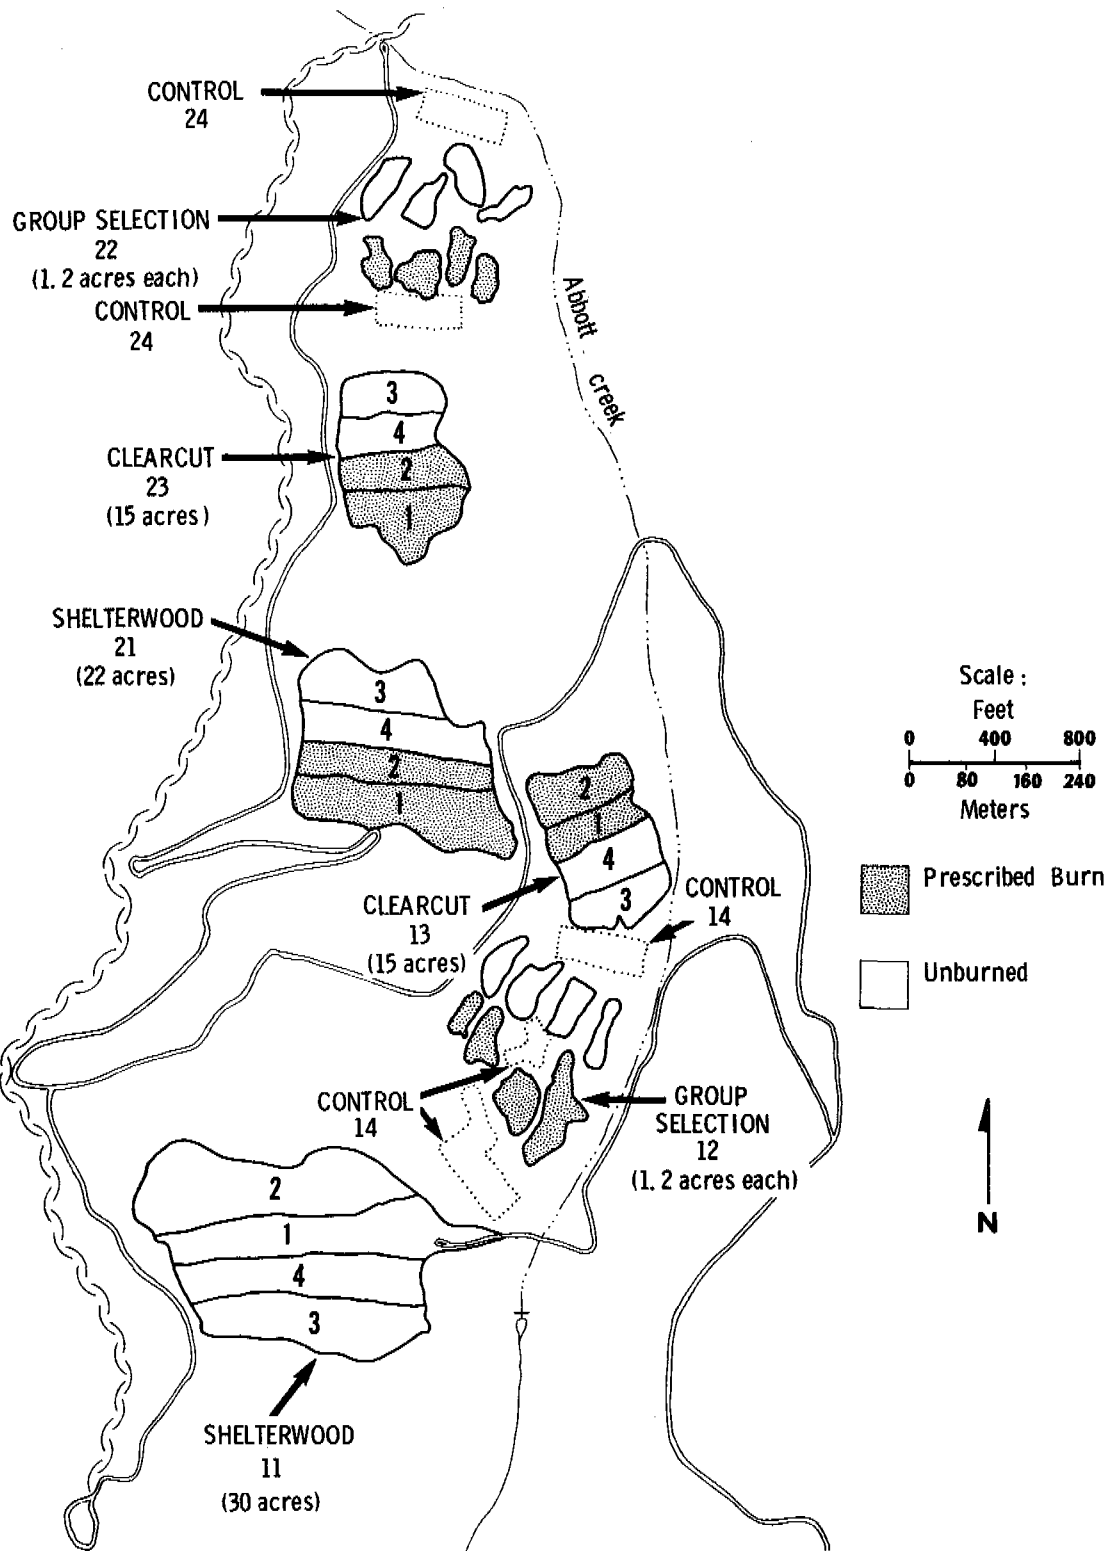 CONTROL
24
GROUP SELECTION
22
(1.2 acres each)
CONTROL
24
Abbott creek
3
4
2
1
CLEARCUT
23
(15 acres)
SHELTERWOOD
21
(22 acres)
3
4
2
1
Scale :
Feet
0 400 800
0 80 160 240
Meters
2
1
4
3
CLEARCUT
13
(15 acres)
CONTROL
14
Prescribed Burn
Unburned
CONTROL
14
GROUP
SELECTION
12
(1.2 acres each)
N
2
1
4
3
SHELTERWOOD
11
(30 acres)